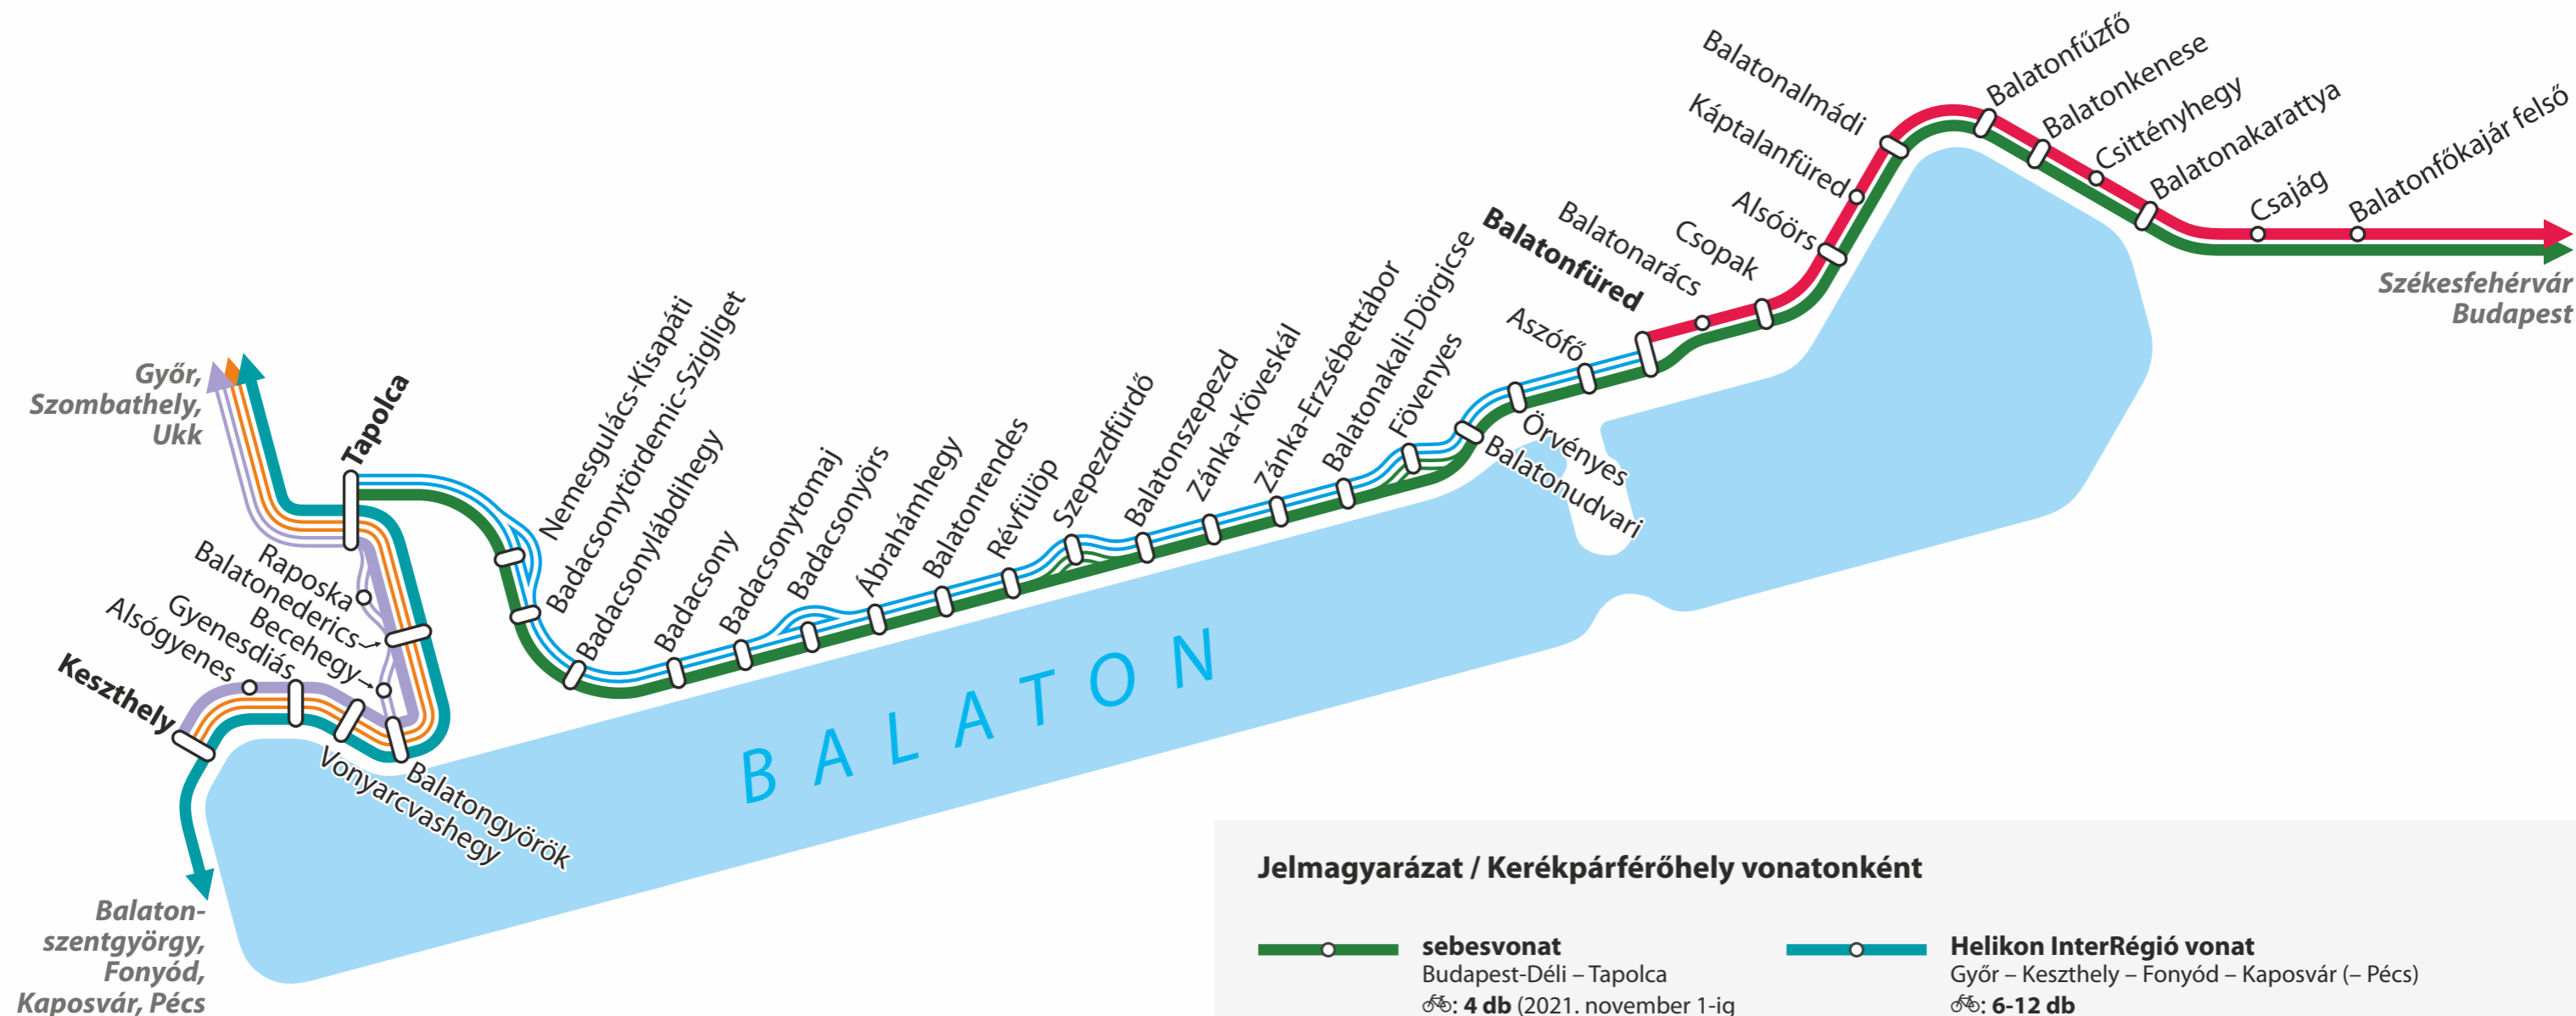 Balatonfűzfő
Balatonalmádi
Balatonkenese
Káptalanfüred
Csittényhegy
Balatonakarattya
Balatonfőkajár felső
Csajág
Alsóörs
Csopak
Balatonarács
Balatonfüred
Székesfehérvár
Budapest
Aszófő
Örvényes
Balatonudvari
Fövenyes
Balatonakali-Dörgicse
Zánka-Erzsébettábor
Zánka-Köveskál
Balatonszepezd
Szepezdfürdő
Révfülöp
Balatonrendes
Ábrahámhegy
Badacsonyörs
Badacsonytomaj
Badacsony
Badacsonylábdihegy
Badacsonytördemic-Szigliget
Nemesgulács-Kisapáti
Tapolca
Győr,
Szombathely,
Ukk
Raposka
Balatonederics
Becehegy
Gyenesdiás
Alsógyenes
Keszthely
Vonyarcvashegy
Balatongyörök
BALATON
Balaton-
szentgyörgy,
Fonyód,
Kaposvár, Pécs
Jelmagyarázat / Kerékpárférőhely vonatonként
sebesvonat
Budapest-Déli – Tapolca
: 4 db (2021. november 1-ig
Helikon InterRégió vonat
Győr – Keszthely – Fonyód – Kaposvár (– Pécs)
: 6-12 db